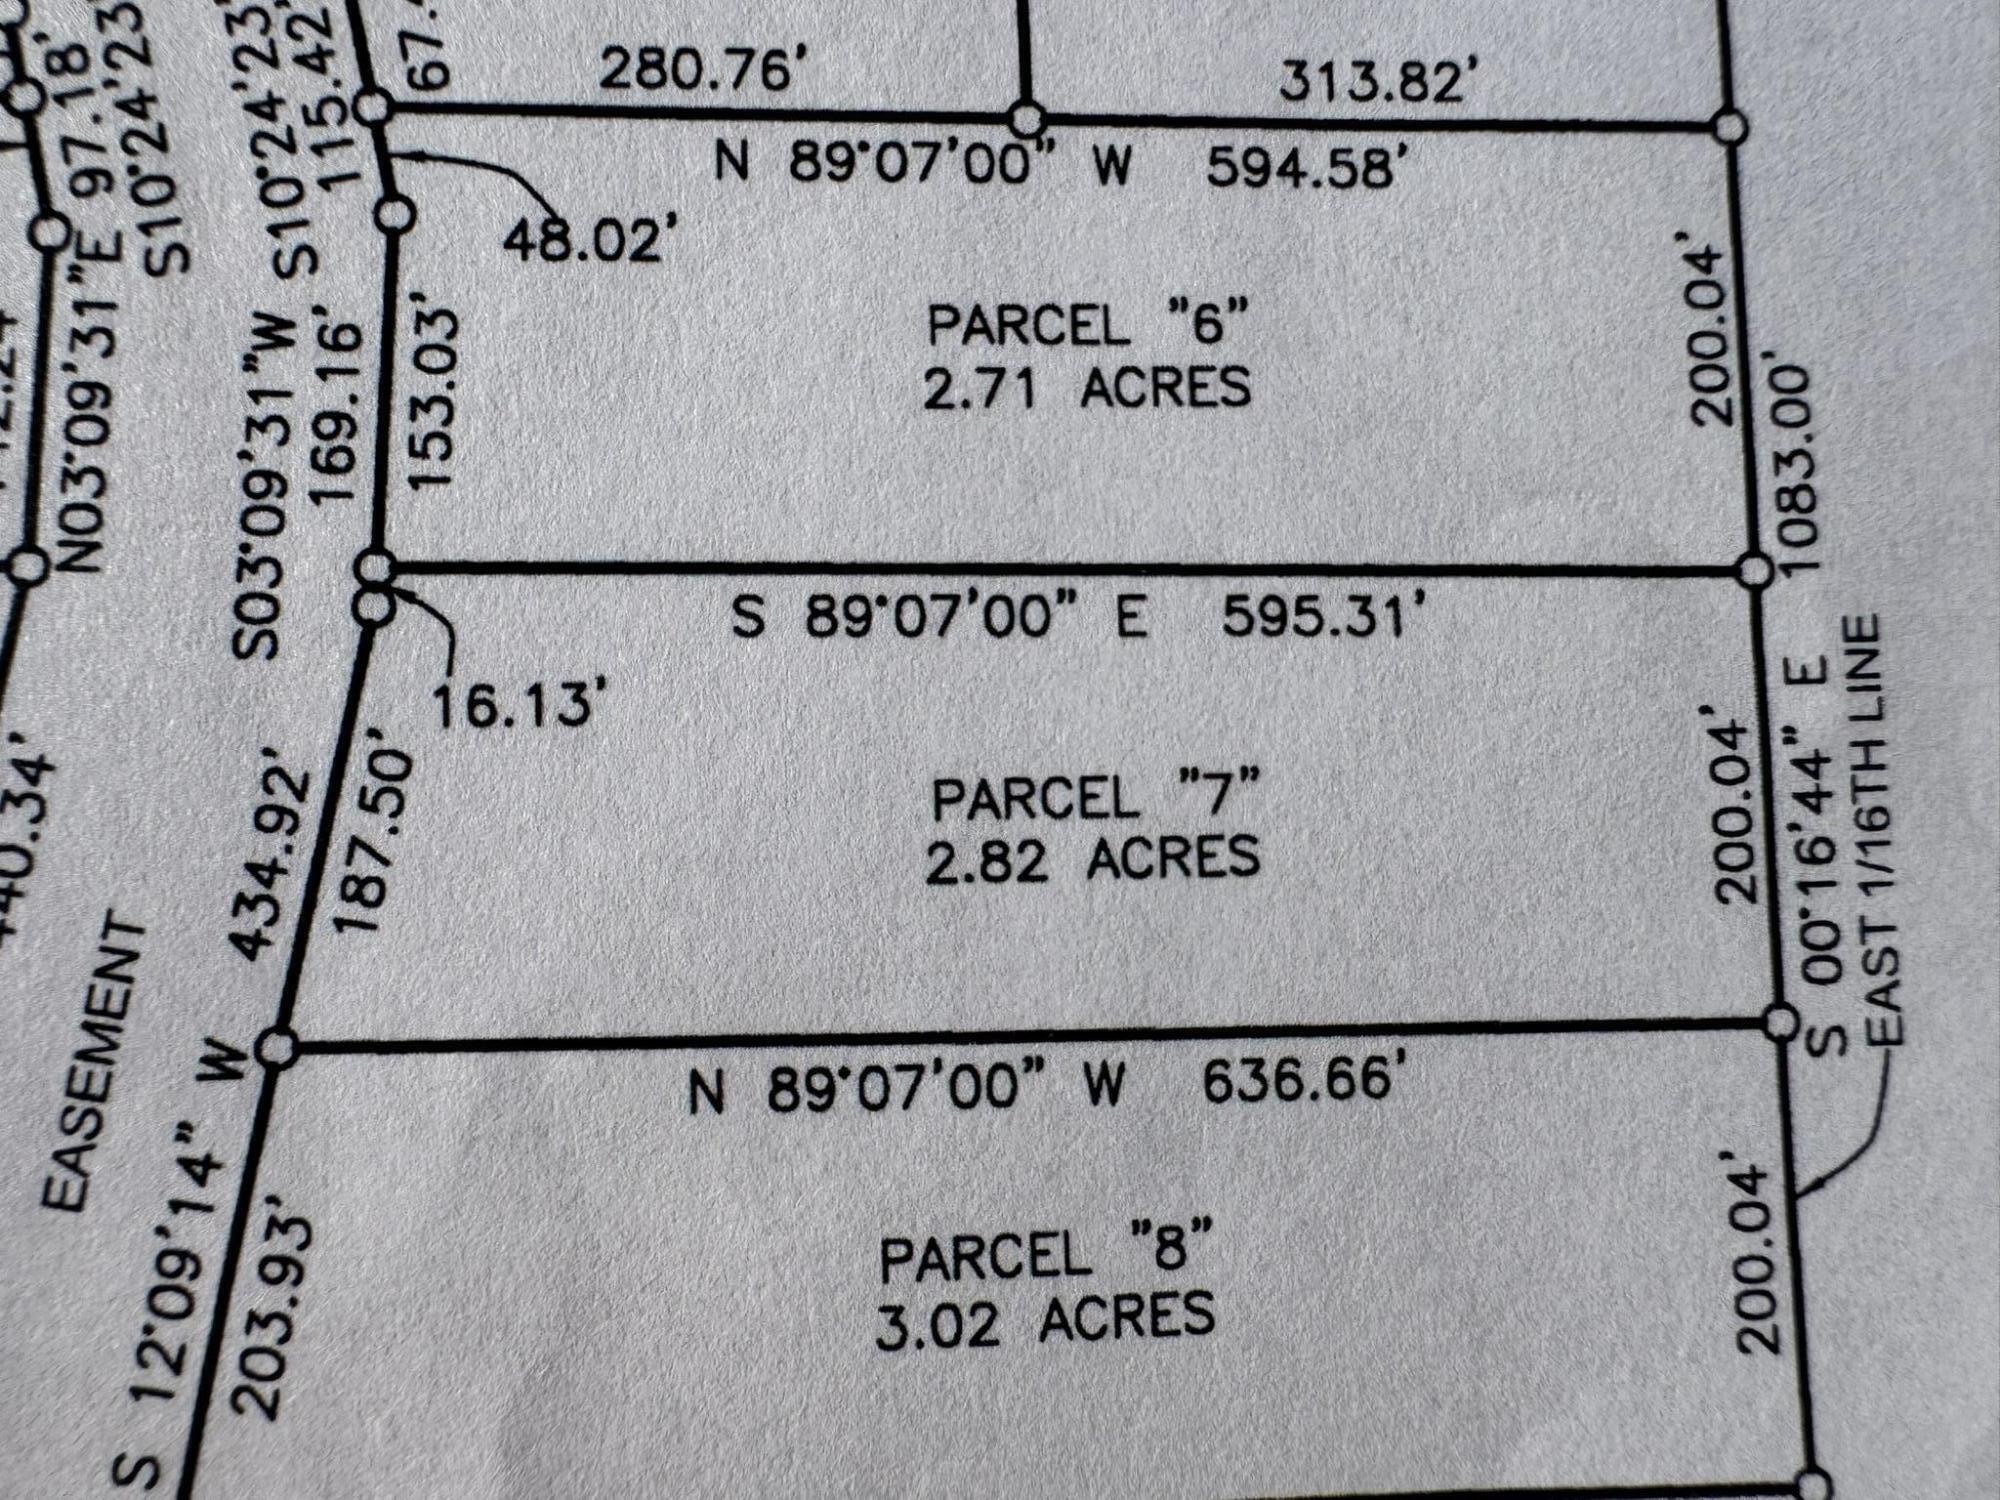 280.76'
313.82'
N 89°07'00" W 594.58'
97.18'
S10°24'23
S10°24'23
115.42'
67.
48.02'
N03°09'31"E
S03°09'31"W
169.16'
153.03'
PARCEL "6"
2.71 ACRES
200.04'
1083.00'
S 89°07'00" E 595.31'
16.13'
434.92'
187.50'
PARCEL "7"
2.82 ACRES
200.04'
S 00°16'44" E
EAST 1/16TH LINE
440.34'
EASEMENT
N 89°07'00" W 636.66'
S 12°09'14" W
203.93'
PARCEL "8"
3.02 ACRES
200.04'